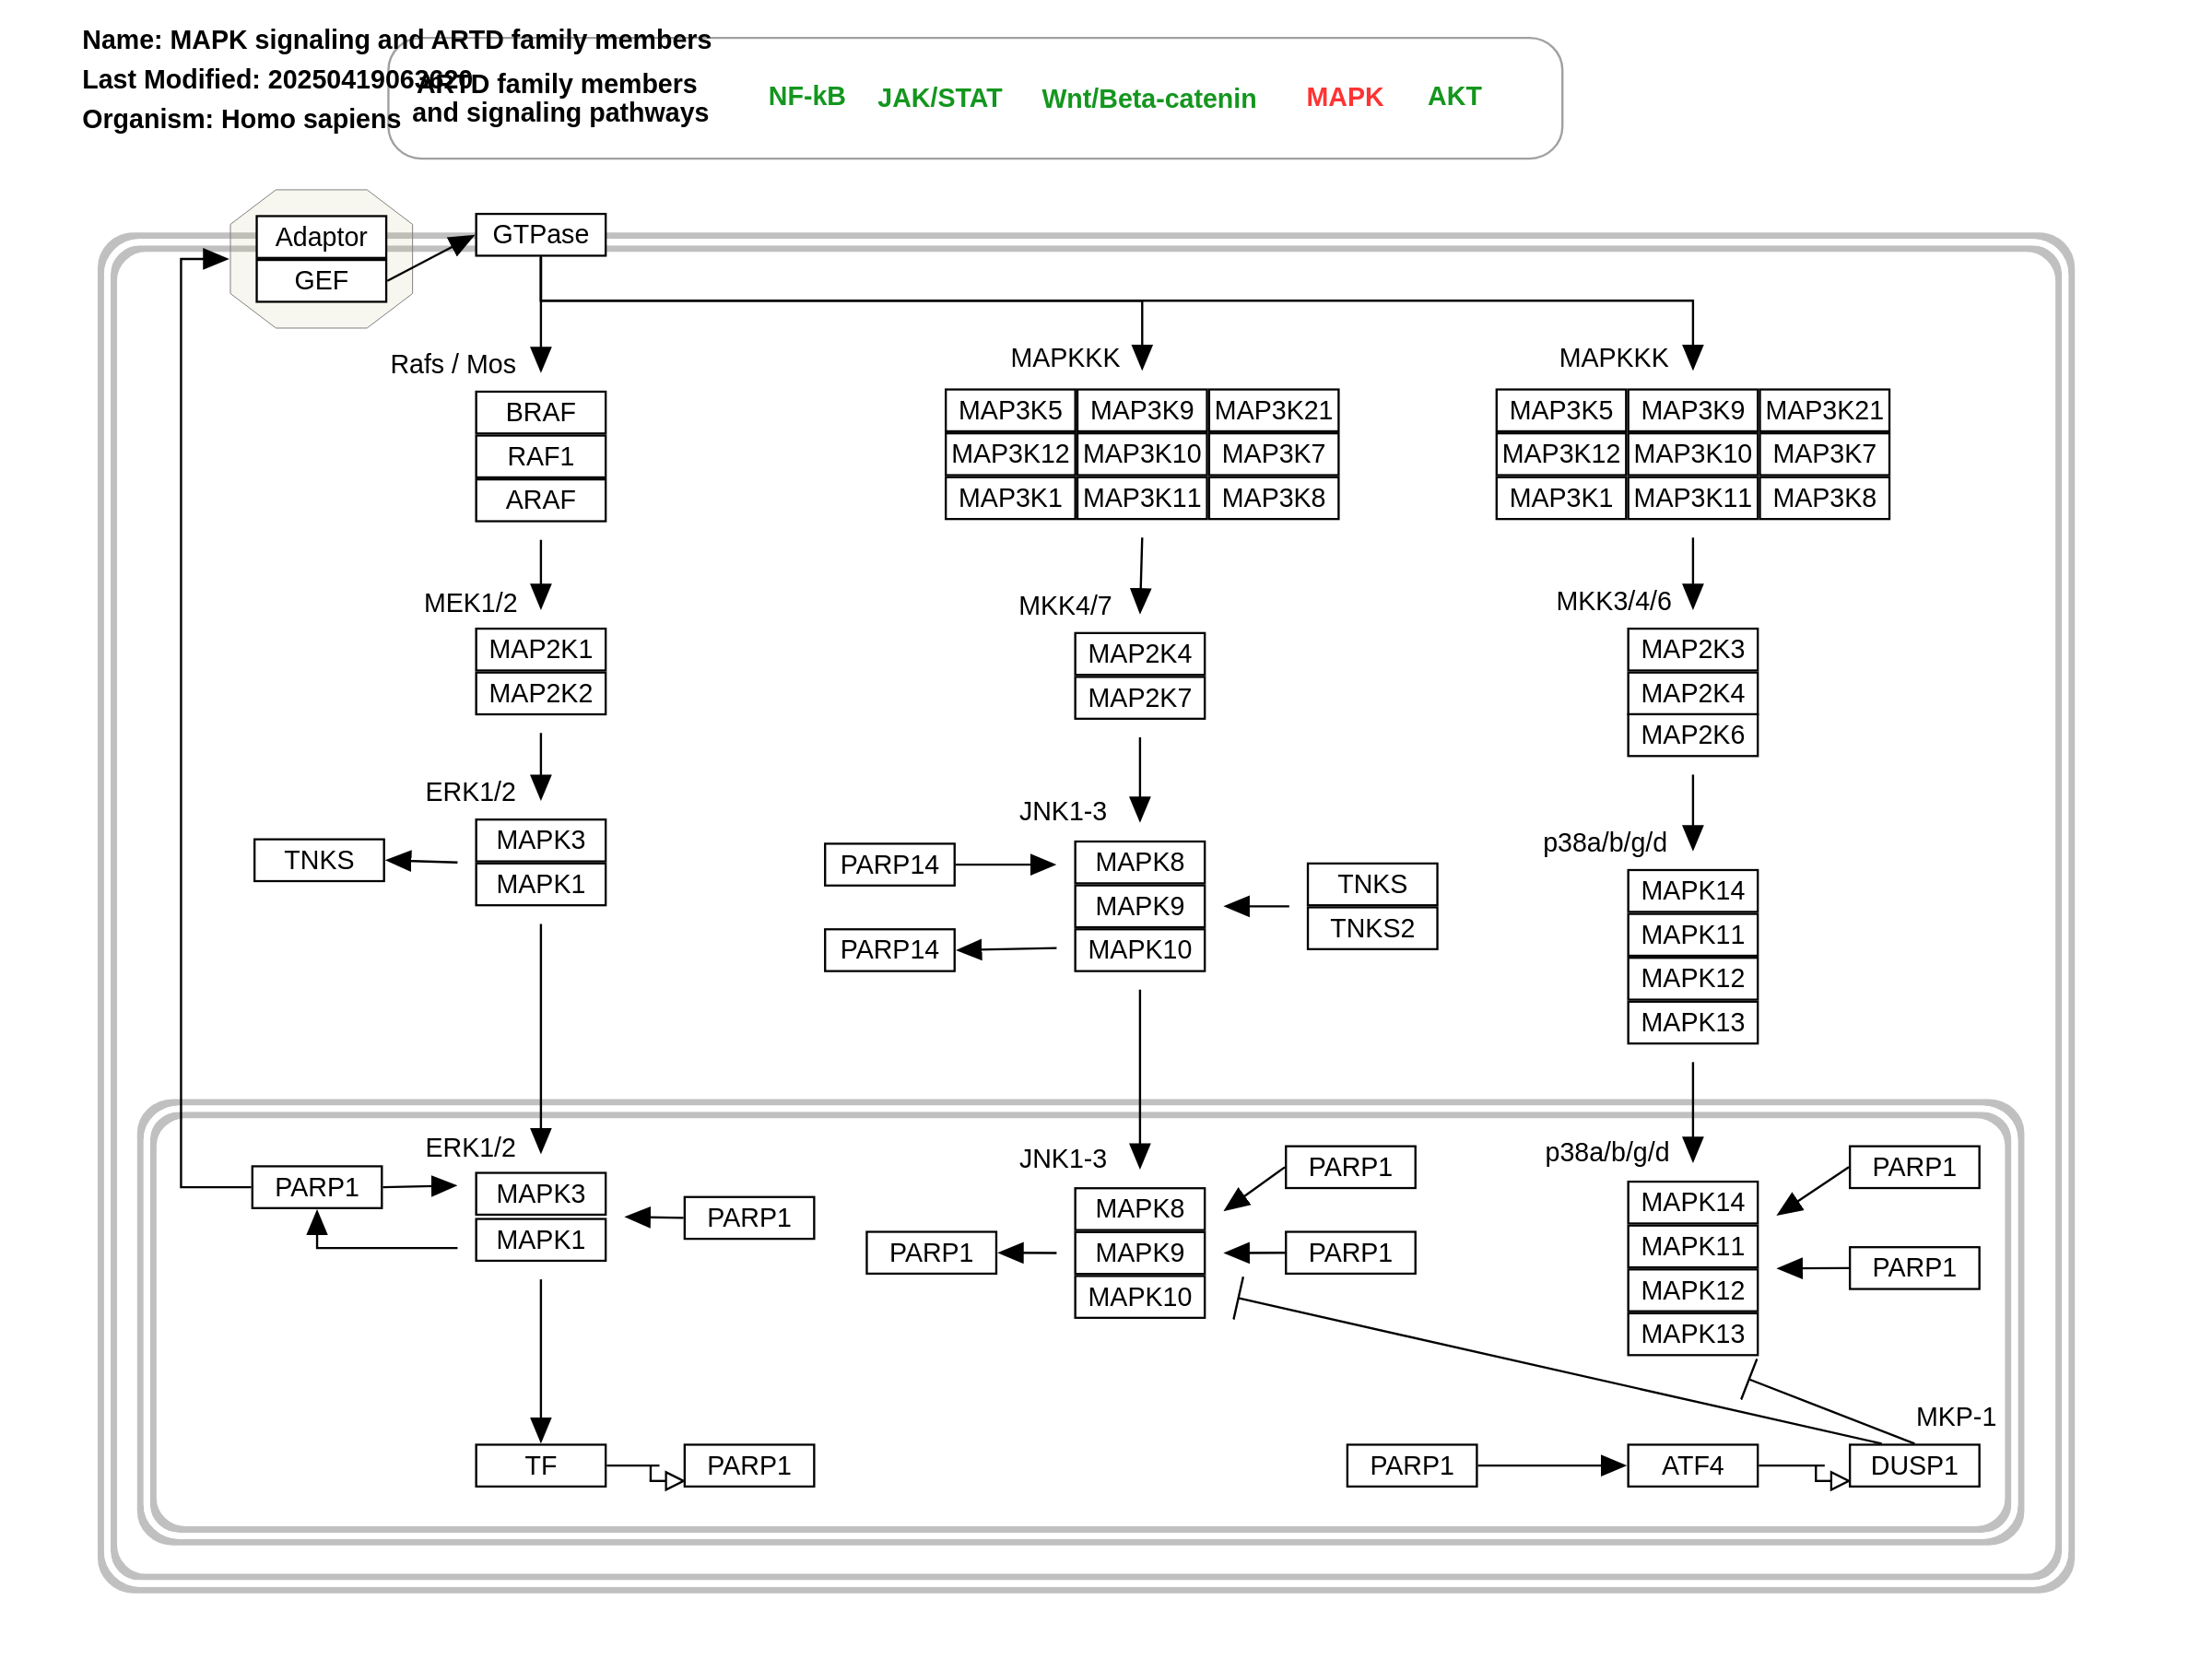 Name: MAPK signaling and ARTD family members
Last Modified: 20250419063620
Organism: Homo sapiens
ARTD family members
and signaling pathways
NF-kB
JAK/STAT
Wnt/Beta-catenin
MAPK
AKT
Adaptor
GEF
GTPase
Rafs / Mos
BRAF
RAF1
ARAF
MEK1/2
MAP2K1
MAP2K2
ERK1/2
MAPK3
MAPK1
TNKS
MAPKKK
MAP3K5 MAP3K9 MAP3K21
MAP3K12 MAP3K10 MAP3K7
MAP3K1 MAP3K11 MAP3K8
MKK4/7
MAP2K4
MAP2K7
JNK1-3
MAPK8
MAPK9
MAPK10
PARP14
PARP14
TNKS
TNKS2
MAPKKK
MAP3K5 MAP3K9 MAP3K21
MAP3K12 MAP3K10 MAP3K7
MAP3K1 MAP3K11 MAP3K8
MKK3/4/6
MAP2K3
MAP2K4
MAP2K6
p38a/b/g/d
MAPK14
MAPK11
MAPK12
MAPK13
ERK1/2
PARP1
MAPK3
MAPK1
PARP1
TF
PARP1
JNK1-3
MAPK8
MAPK9
MAPK10
PARP1
PARP1
PARP1
p38a/b/g/d
MAPK14
MAPK11
MAPK12
MAPK13
PARP1
PARP1
MKP-1
PARP1
ATF4
DUSP1